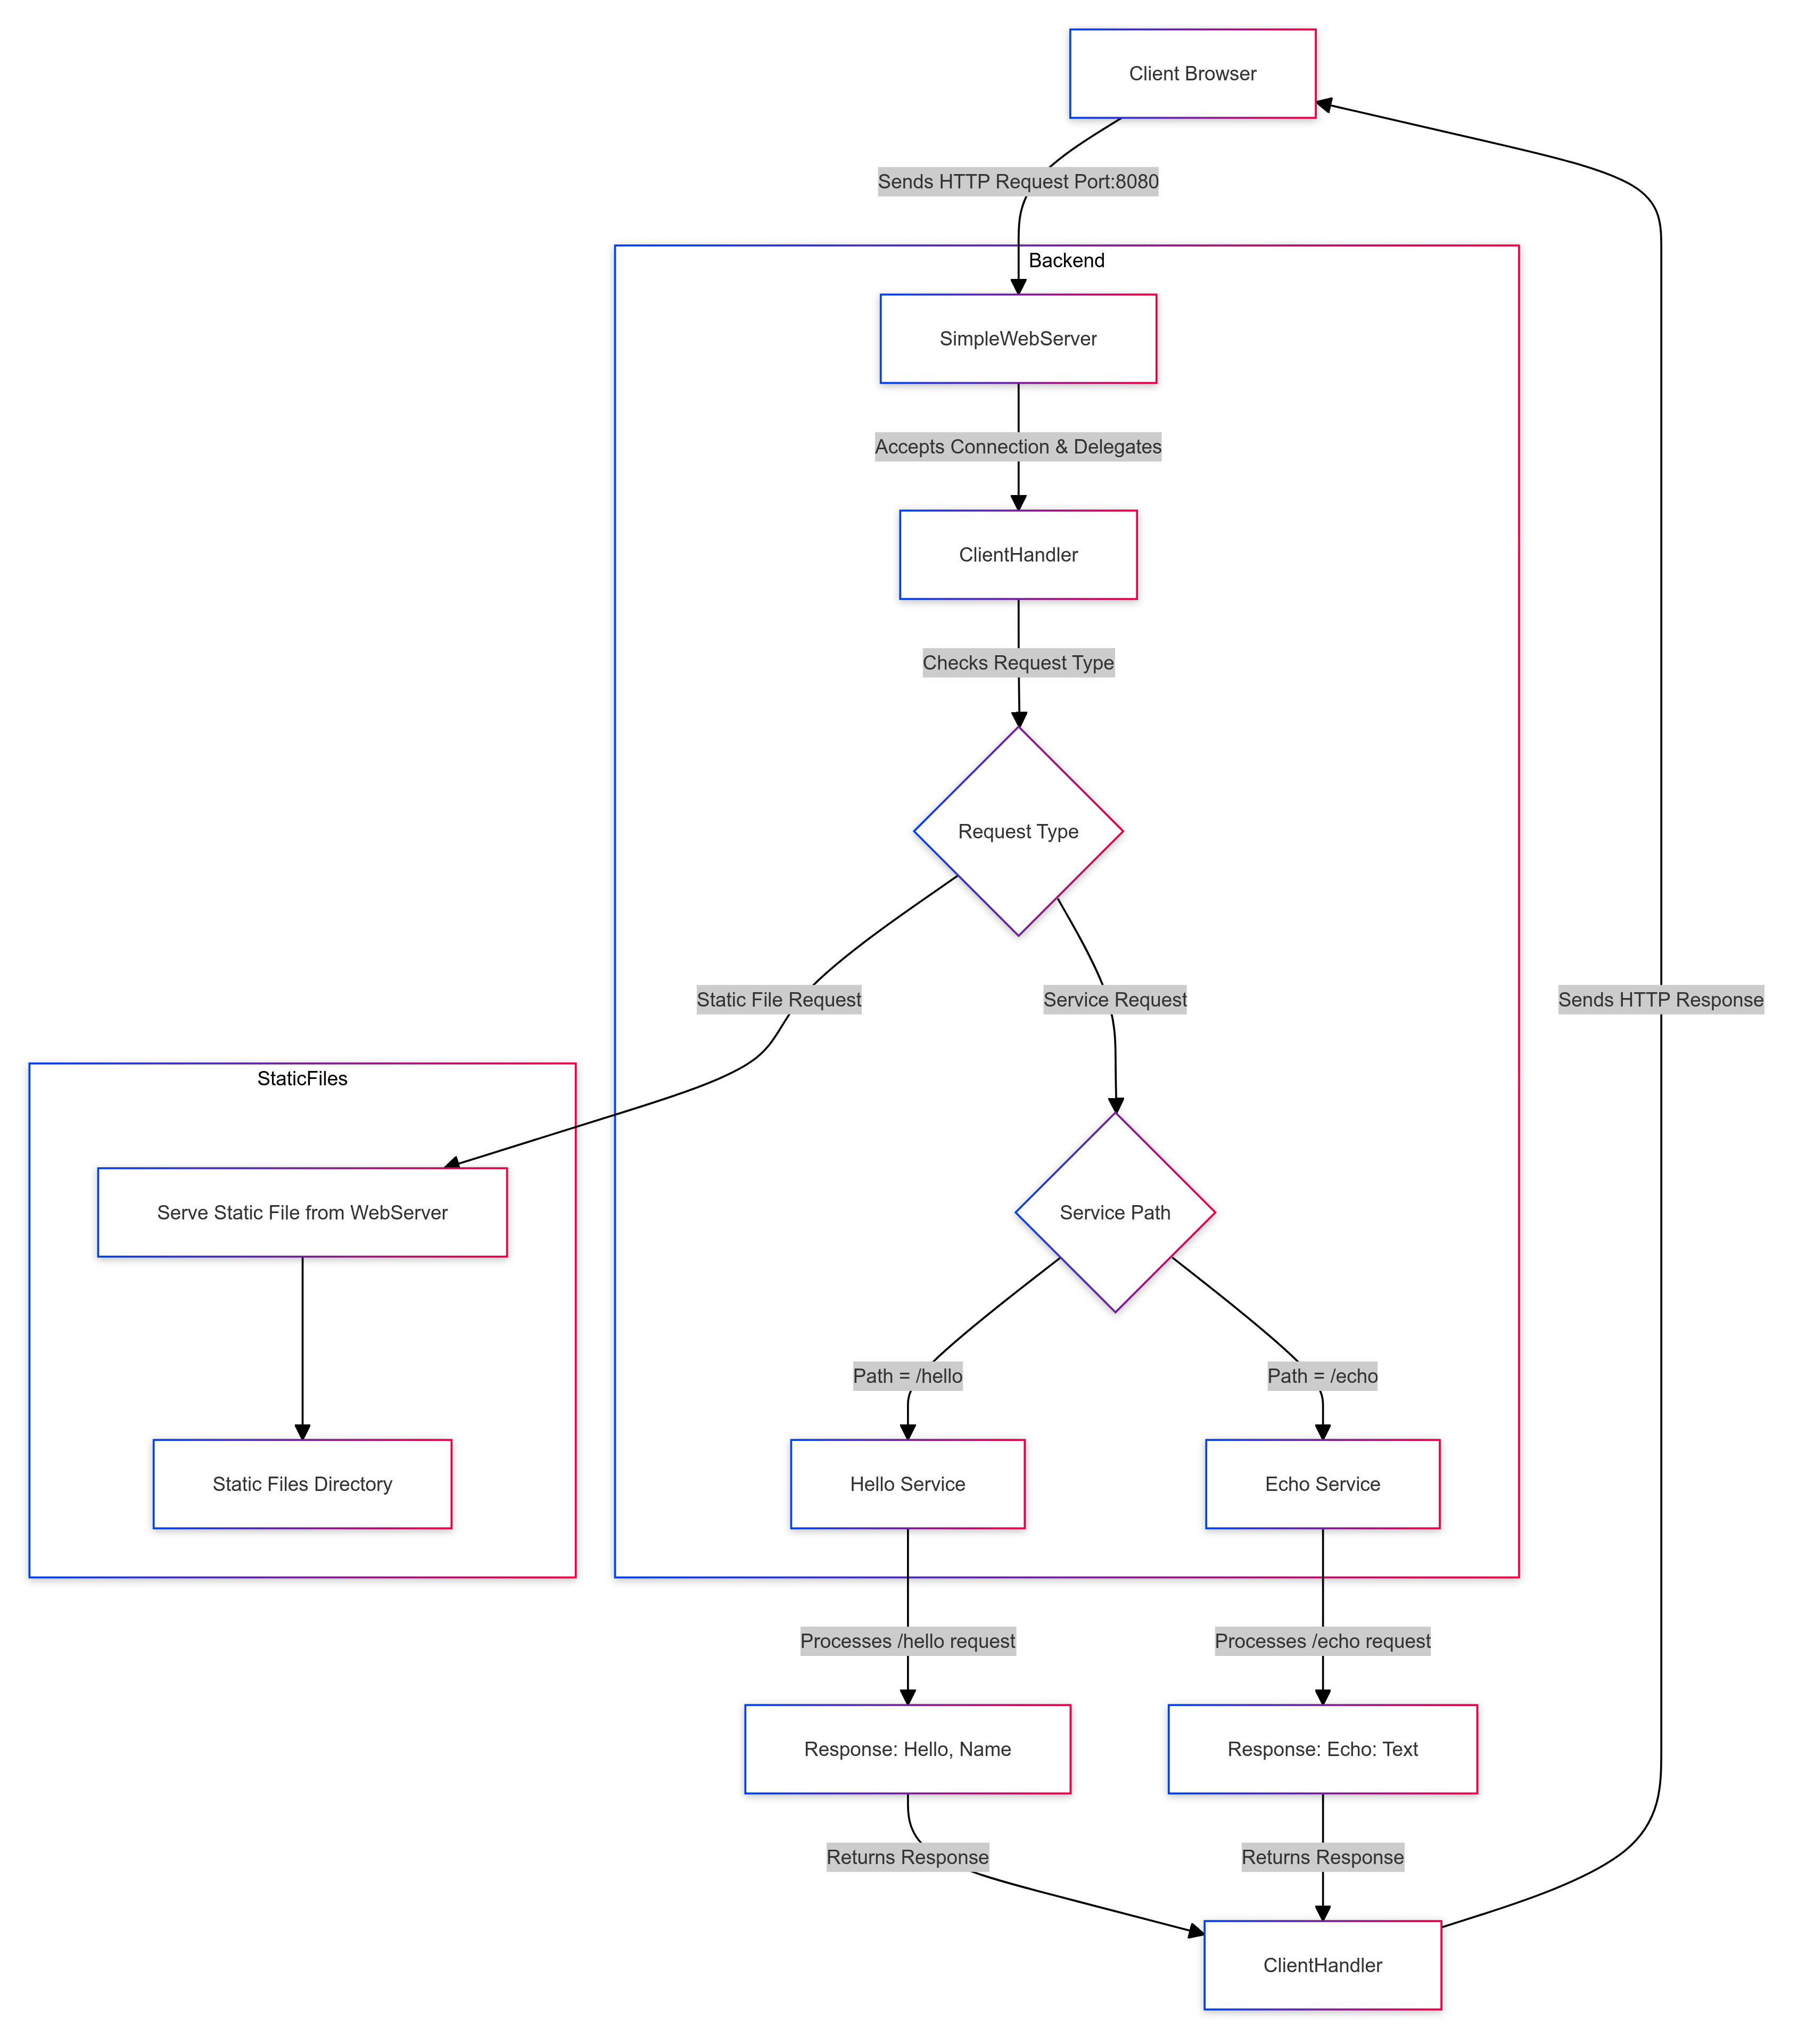 Client Browser
Sends HTTP Request Port:8080
Backend
SimpleWebServer
Accepts Connection & Delegates
ClientHandler
Checks Request Type
Request Type
Static File Request
Service Request
Sends HTTP Response
StaticFiles
Serve Static File from WebServer
Service Path
Path = /hello
Path = /echo
Static Files Directory
Hello Service
Echo Service
Processes /hello request
Processes /echo request
Response: Hello, Name
Response: Echo: Text
Returns Response
Returns Response
ClientHandler